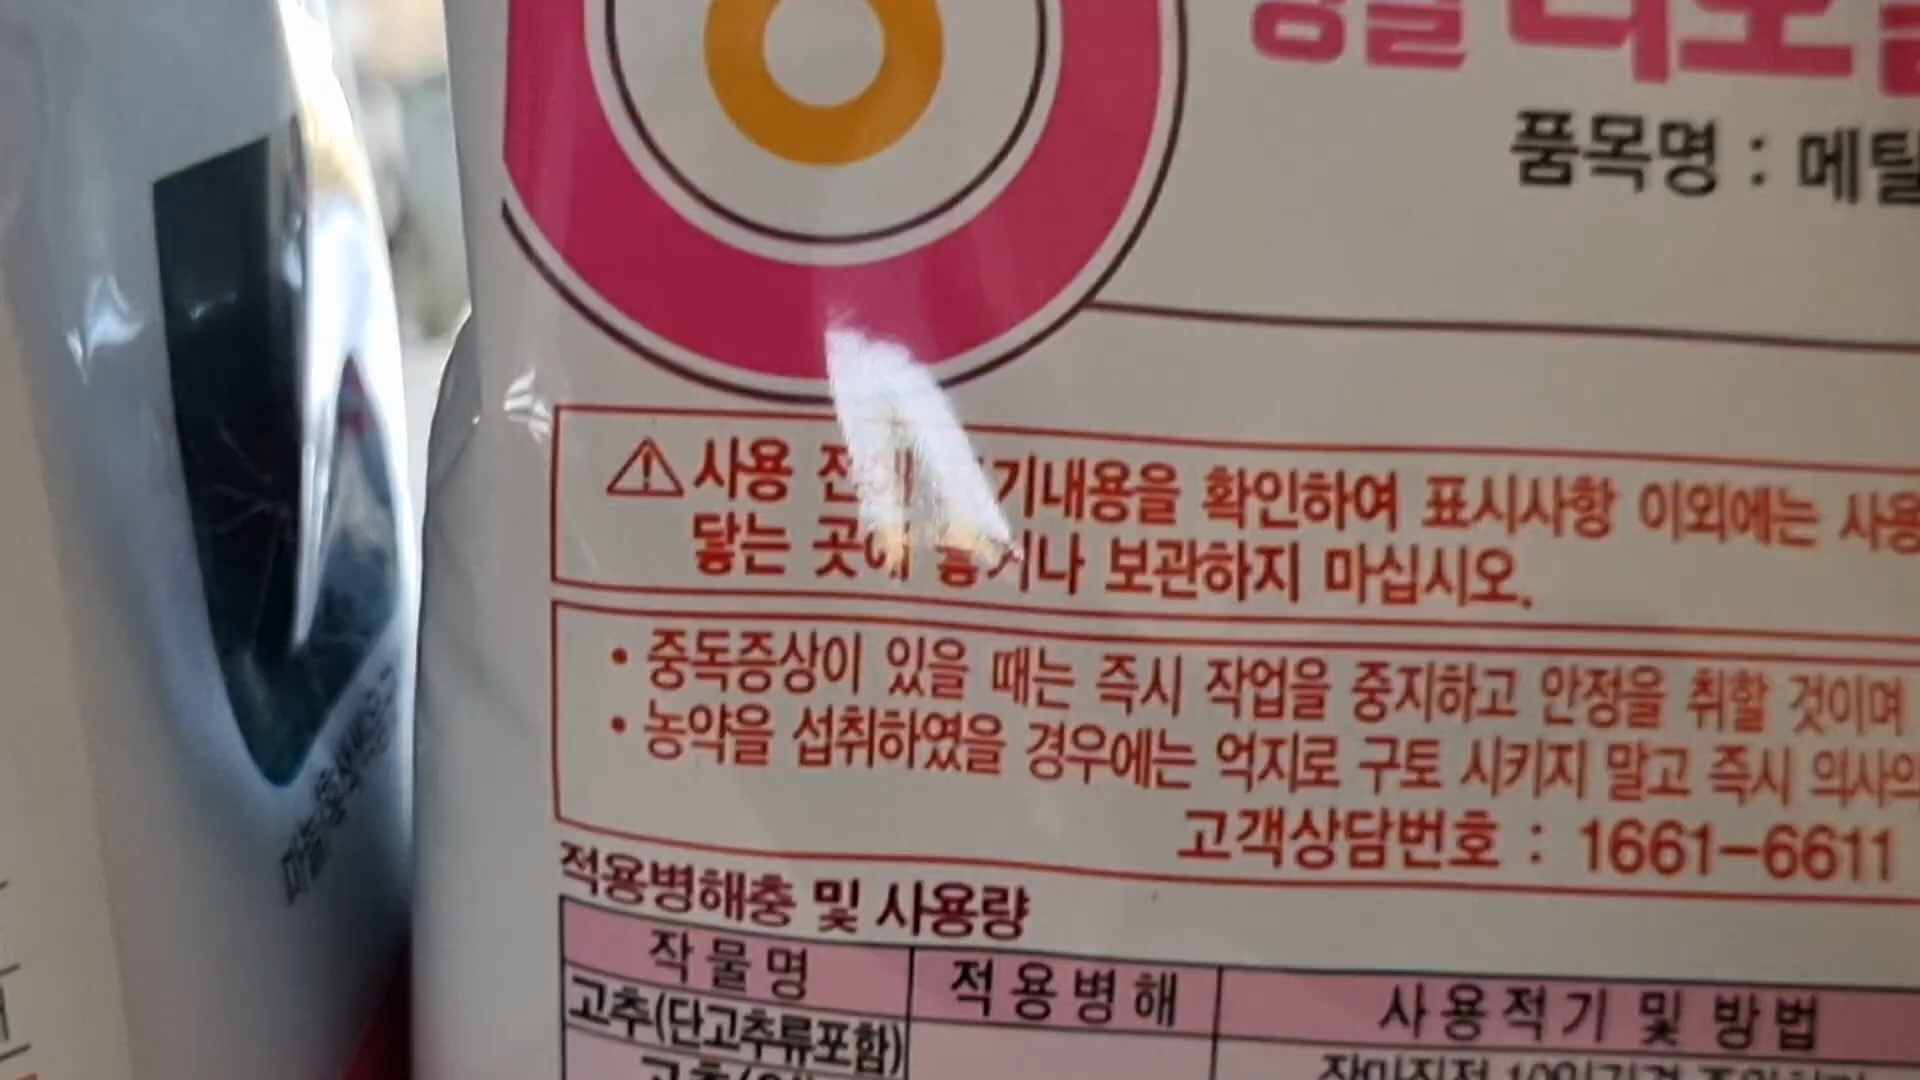 품목명 : 메탈
⚠사용 전에 기내용을 확인하여 표시사항 이외에는 사용
닿는 곳에 놓거나 보관하지 마십시오.
• 중독증상이 있을 때는 즉시 작업을 중지하고 안정을 취할 것이며
• 농약을 섭취하였을 경우에는 억지로 구토 시키지 말고 즉시 의사의
고객상담번호 : 1661-6611
적용병해충 및 사용량
작물명 적용병해 사용적기 및 방법
고추(단고추류포함)